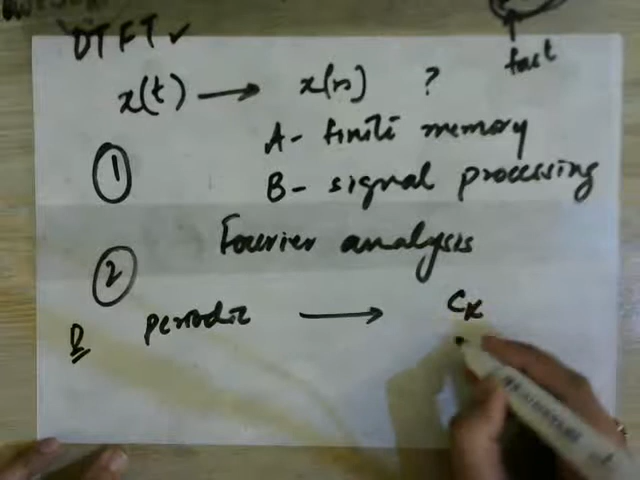 DTFT ✓
fast
x(t) → x(n) ?
① A- finite memory
B- signal processing
② Fourier analysis
periodic → CK